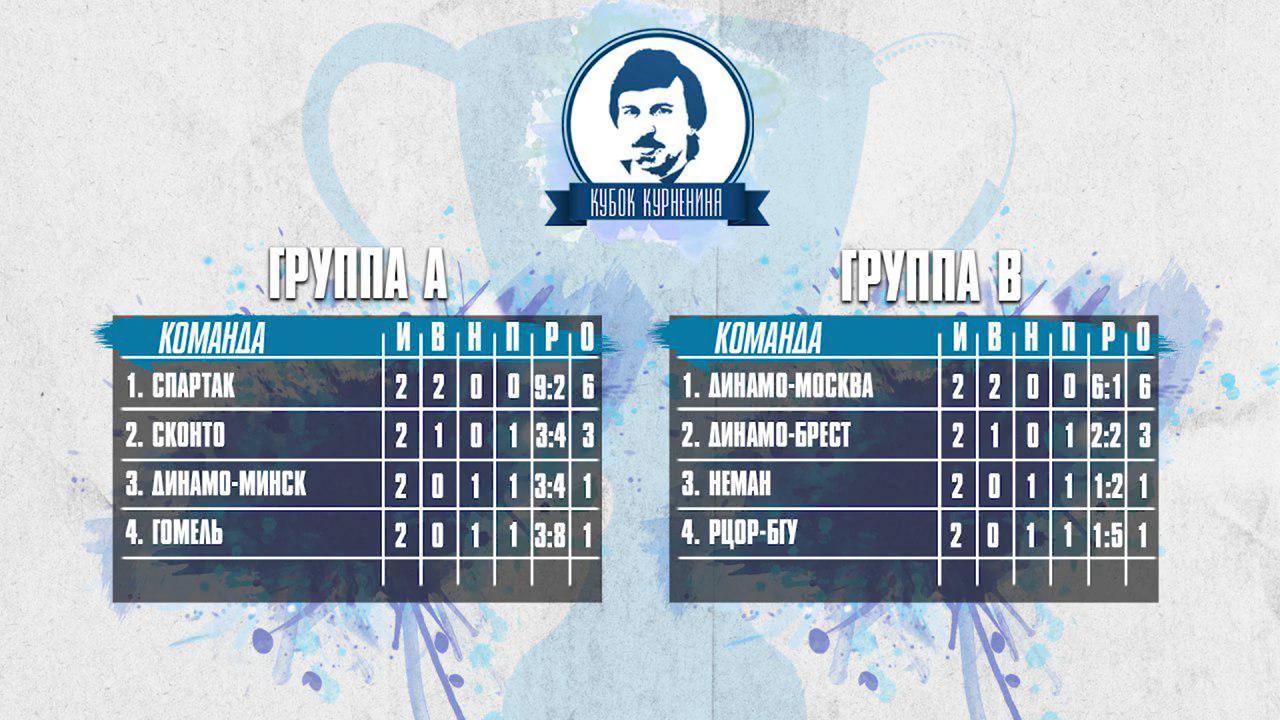 КУБОК КУРНЕНИНА
ГРУППА А
КОМАНДА И В Н П Р О
1. СПАРТАК 2 2 0 0 9:2 6
2. СКОНТО 2 1 0 1 3:4 3
3. ДИНАМО-МИНСК 2 0 1 1 3:4 1
4. ГОМЕЛЬ 2 0 1 1 3:8 1
ГРУППА В
КОМАНДА И В Н П Р О
1. ДИНАМО-МОСКВА 2 2 0 0 6:1 6
2. ДИНАМО-БРЕСТ 2 1 0 1 2:2 3
3. НЕМАН 2 0 1 1 1:2 1
4. РЦОР-БГУ 2 0 1 1 1:5 1